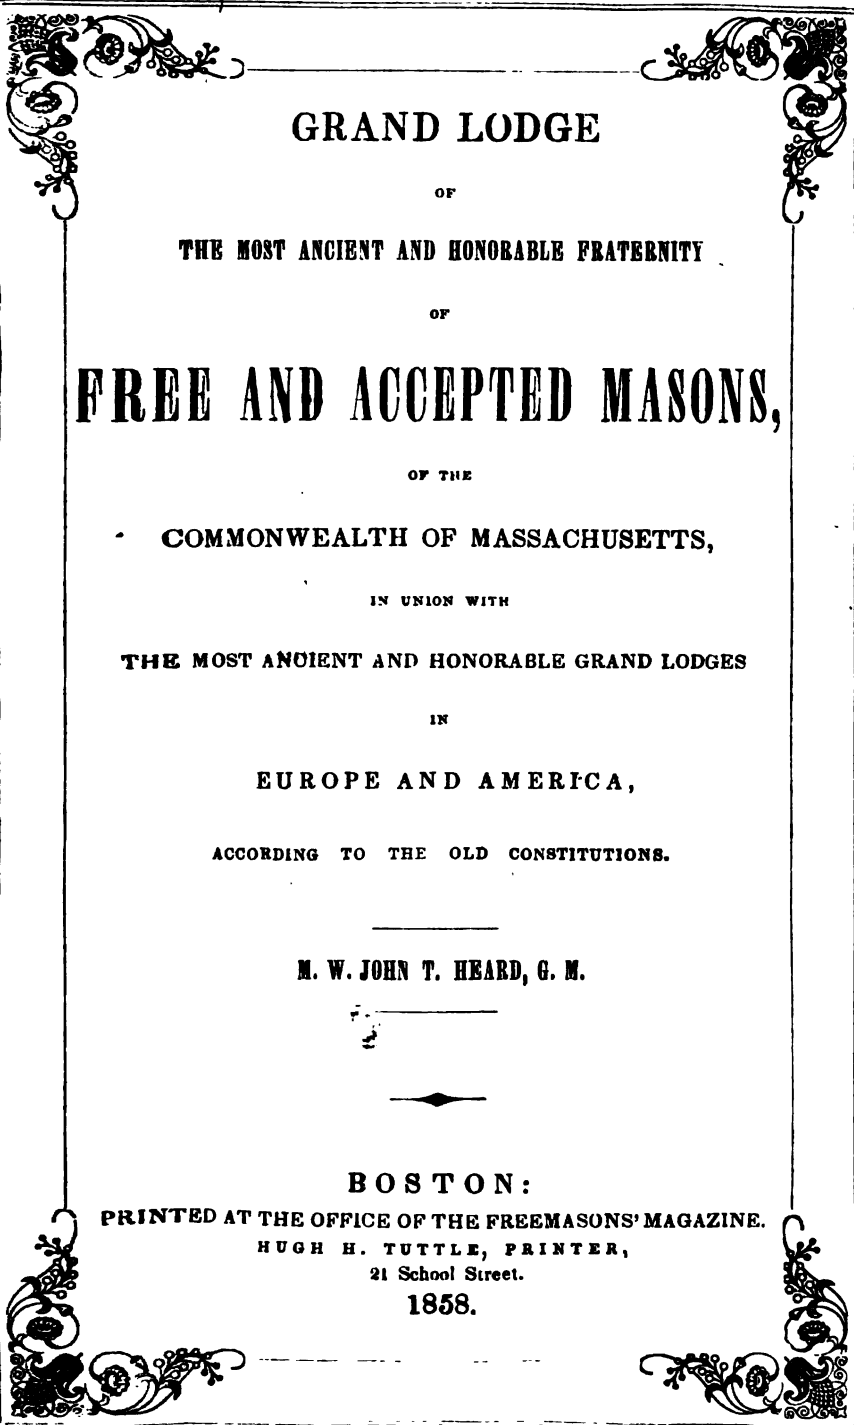 GRAND LODGE
OF
THE MOST ANCIENT AND HONORABLE FRATERNITY
OF
FREE AND ACCEPTED MASONS,
OF THE
COMMONWEALTH OF MASSACHUSETTS,
IN UNION WITH
THE MOST ANCIENT AND HONORABLE GRAND LODGES
IN
EUROPE AND AMERICA,
ACCORDING TO THE OLD CONSTITUTIONS.
M. W. JOHN T. HEARD, G. M.
BOSTON:
PRINTED AT THE OFFICE OF THE FREEMASONS' MAGAZINE.
HUGH H. TUTTLE, PRINTER,
21 School Street.
1858.